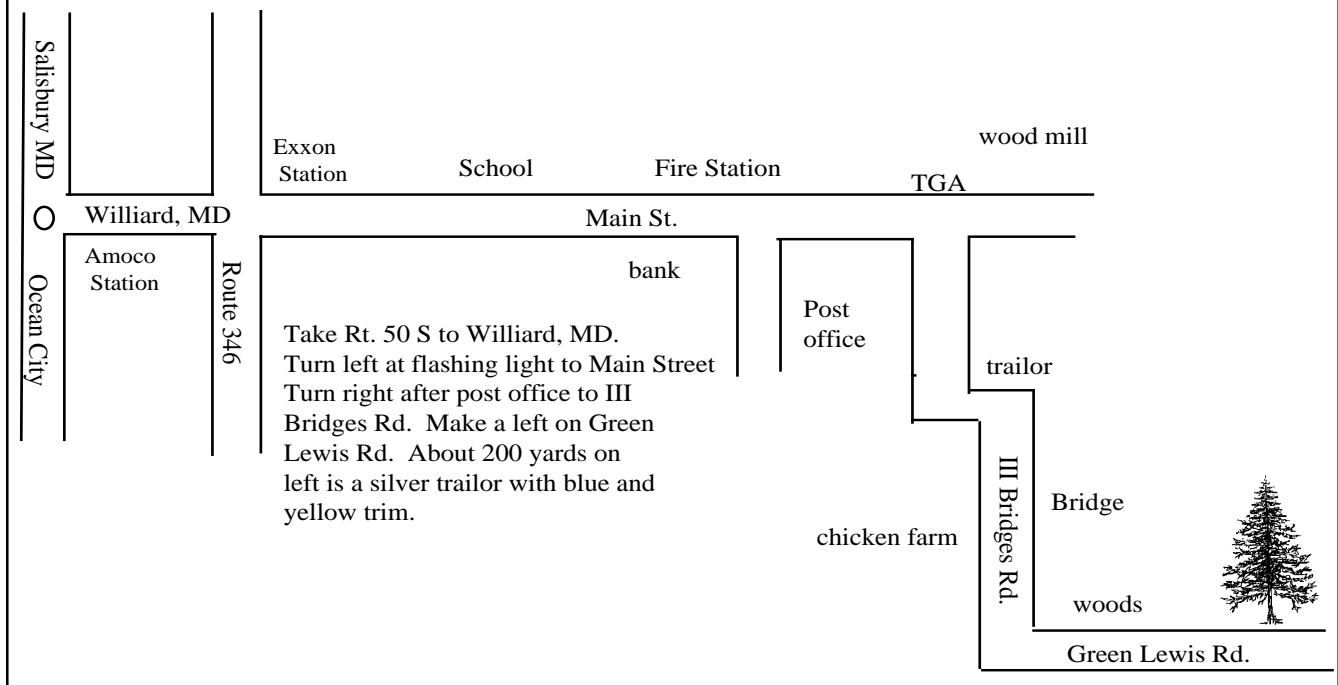 Salisbury MD
Ocean City
Williard, MD
Amoco
Station
Route 346
Exxon
Station
School
Fire Station
TGA
wood mill
Main St.
bank
Post
office
trailor
Take Rt. 50 S to Williard, MD.
Turn left at flashing light to Main Street
Turn right after post office to III
Bridges Rd.  Make a left on Green
Lewis Rd.  About 200 yards on
left is a silver trailor with blue and
yellow trim.
chicken farm
III Bridges Rd.
Bridge
woods
Green Lewis Rd.